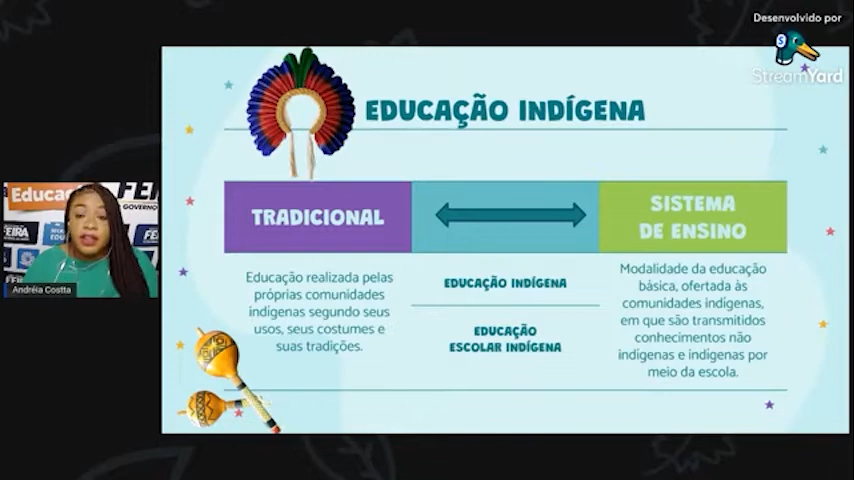 Desenvolvido por
StreamYard
EDUCAÇÃO INDÍGENA
TRADICIONAL
SISTEMA
DE ENSINO
Educação realizada pelas
próprias comunidades
indígenas segundo seus
usos, seus costumes e
suas tradições.
EDUCAÇÃO INDÍGENA
EDUCAÇÃO
ESCOLAR INDÍGENA
Modalidade da educação
básica, ofertada às
comunidades indígenas,
em que são transmitidos
conhecimentos não
indígenas e indígenas por
meio da escola.
Educaç
FEIRA
GOVERNO
FEIRA
Andréia Costta